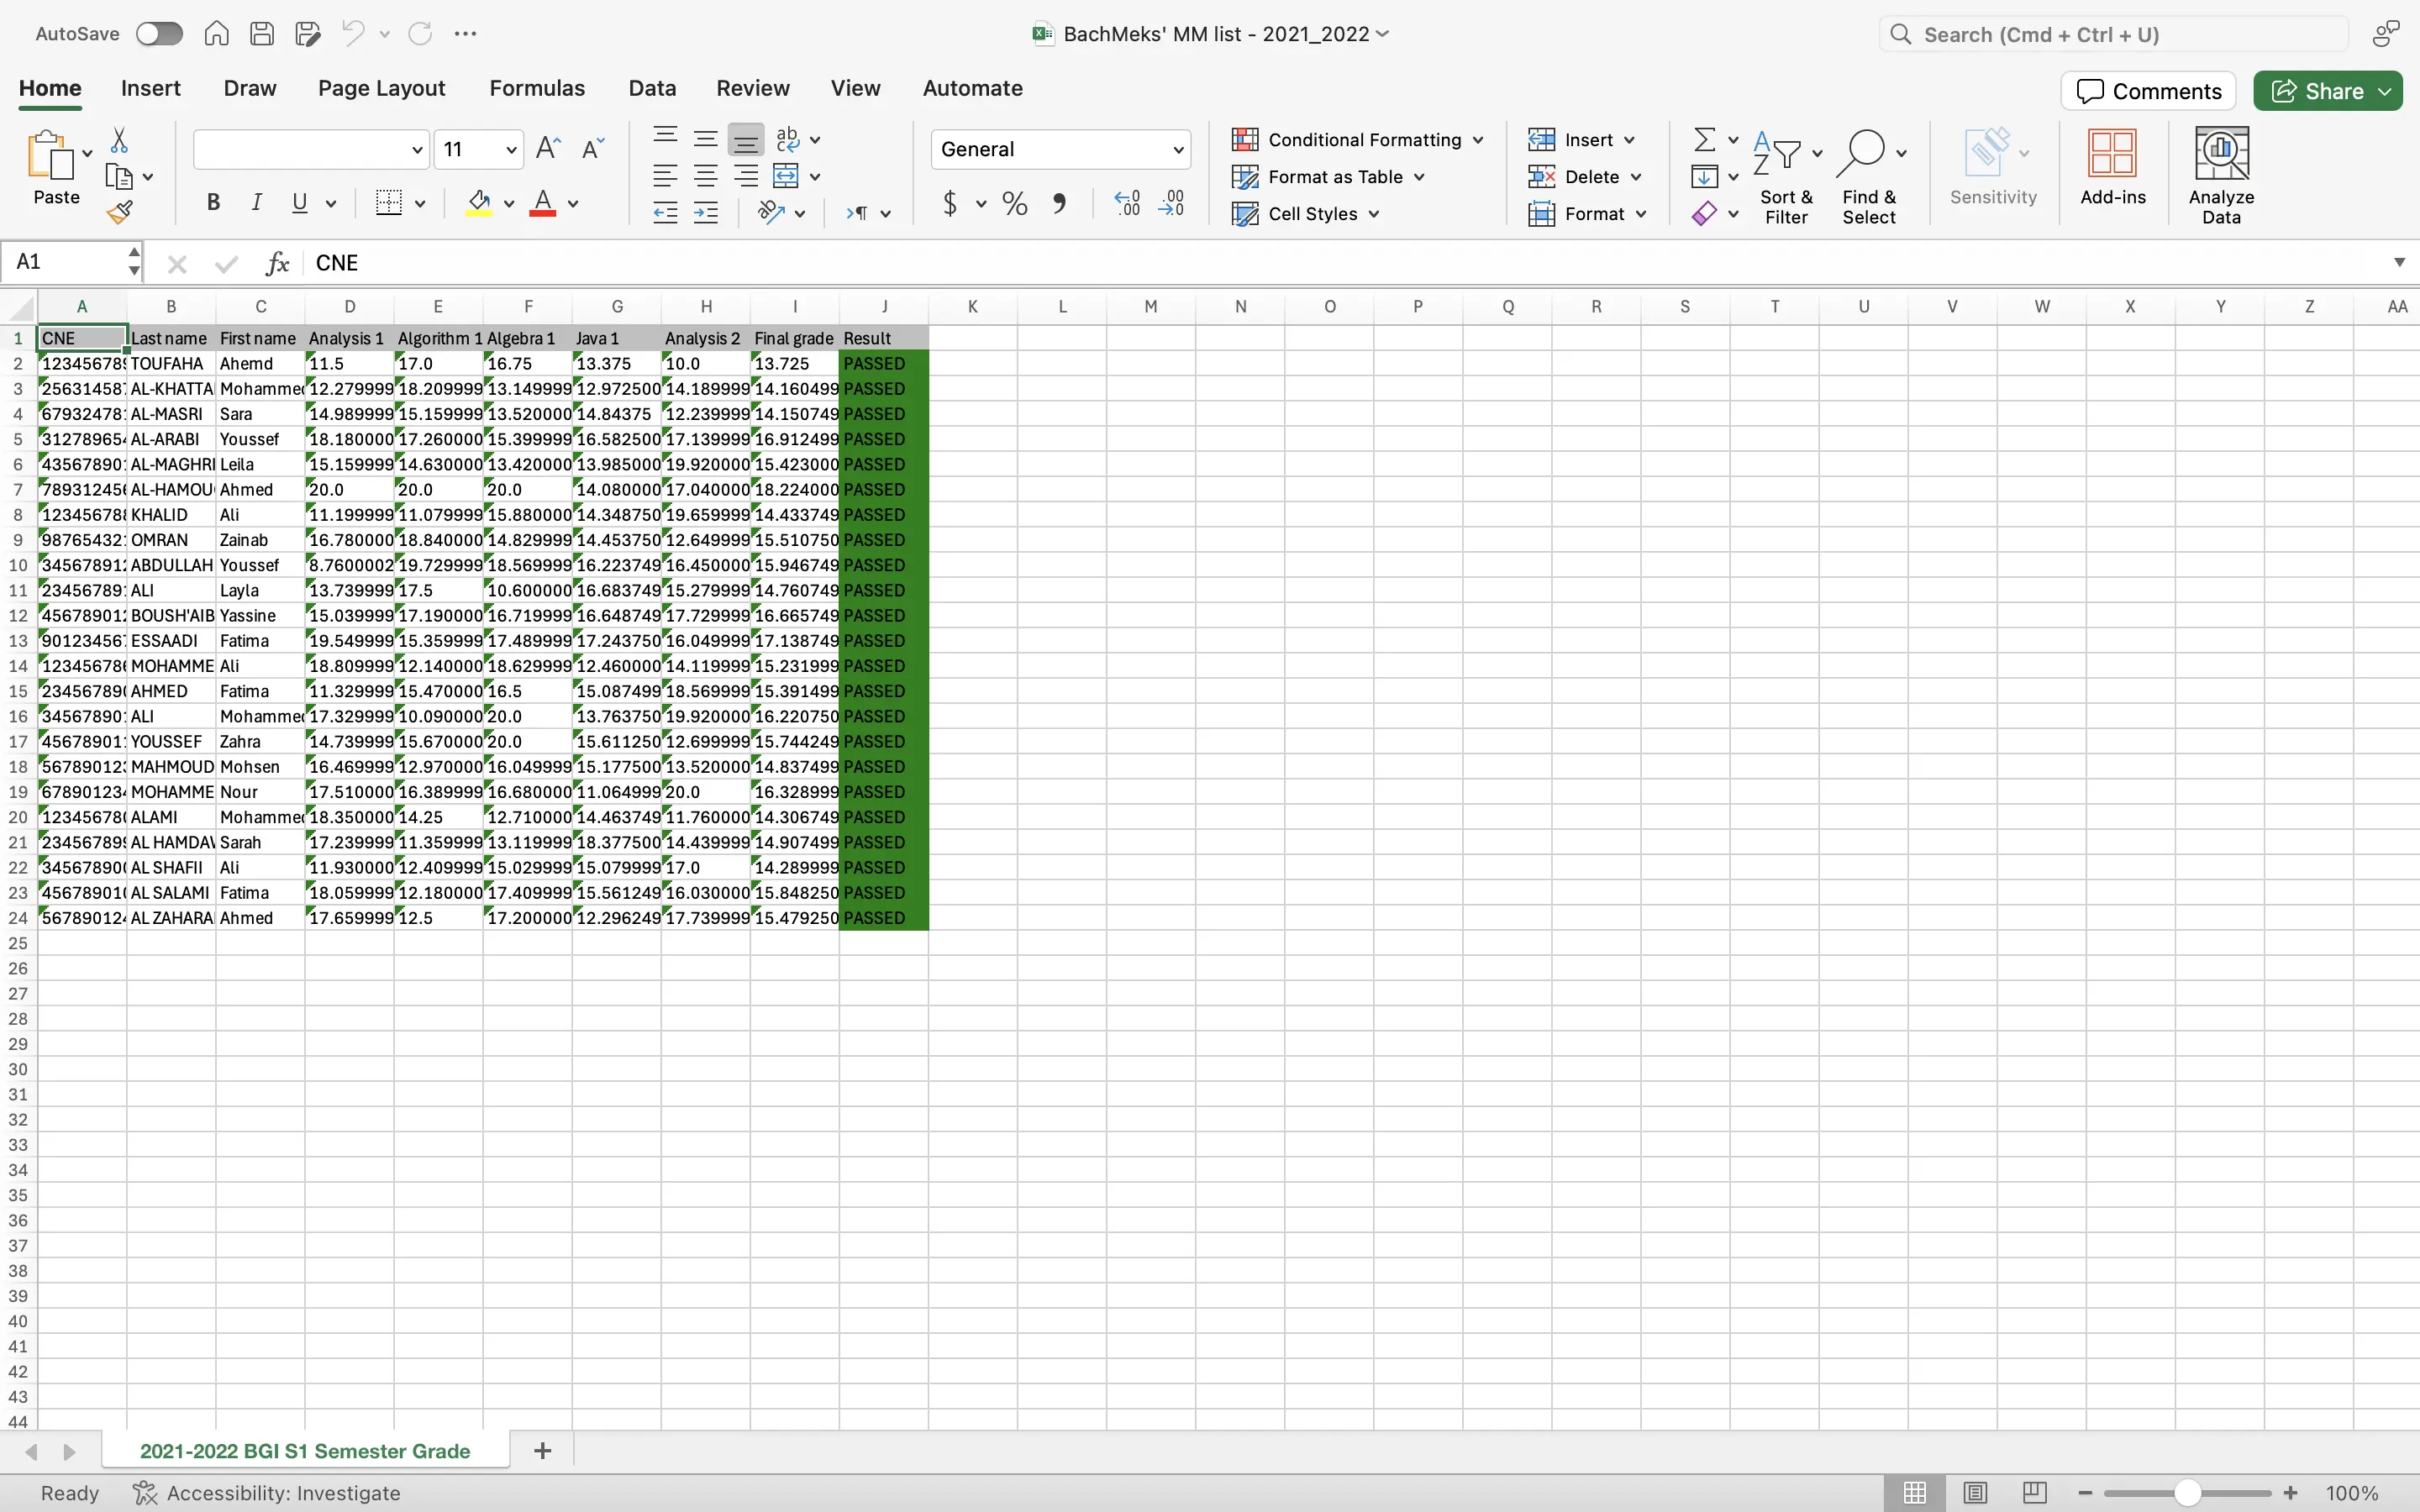 AutoSave
BachMeks' MM list - 2021_2022
Search (Cmd + Ctrl + U)
Home Insert Draw Page Layout Formulas Data Review View Automate
Comments Share
Paste
11
General
Conditional Formatting
Format as Table
Cell Styles
Insert
Delete
Format
Sort & Filter
Find & Select
Sensitivity
Add-ins
Analyze Data
A1 fx CNE
A B C D E F G H I J K L M N O P Q R S T U V W X Y Z AA
1 CNE Last name First name Analysis 1 Algorithm 1 Algebra 1 Java 1 Analysis 2 Final grade Result
2 12345678 TOUFAHA Ahemd 11.5 17.0 16.75 13.375 10.0 13.725 PASSED
3 25631458 AL-KHATTA Mohamme 12.279999 18.209999 13.149999 12.972500 14.189999 14.160499 PASSED
4 67932478 AL-MASRI Sara 14.989999 15.159999 13.520000 14.84375 12.239999 14.150749 PASSED
5 31278965 AL-ARABI Youssef 18.180000 17.260000 15.399999 16.582500 17.139999 16.912499 PASSED
6 43567890 AL-MAGHRI Leila 15.159999 14.630000 13.420000 13.985000 19.920000 15.423000 PASSED
7 78931245 AL-HAMOU Ahmed 20.0 20.0 20.0 14.080000 17.040000 18.224000 PASSED
8 12345678 KHALID Ali 11.199999 11.079999 15.880000 14.348750 19.659999 14.433749 PASSED
9 98765432 OMRAN Zainab 16.780000 18.840000 14.829999 14.453750 12.649999 15.510750 PASSED
10 34567891 ABDULLAH Youssef 8.7600002 19.729999 18.569999 16.223749 16.450000 15.946749 PASSED
11 23456789 ALI Layla 13.739999 17.5 10.600000 16.683749 15.279999 14.760749 PASSED
12 45678901 BOUSH'AIB Yassine 15.039999 17.190000 16.719999 16.648749 17.729999 16.665749 PASSED
13 90123456 ESSAADI Fatima 19.549999 15.359999 17.489999 17.243750 16.049999 17.138749 PASSED
14 12345678 MOHAMME Ali 18.809999 12.140000 18.629999 12.460000 14.119999 15.231999 PASSED
15 23456789 AHMED Fatima 11.329999 15.470000 16.5 15.087499 18.569999 15.391499 PASSED
16 34567890 ALI Mohamme 17.329999 10.090000 20.0 13.763750 19.920000 16.220750 PASSED
17 45678901 YOUSSEF Zahra 14.739999 15.670000 20.0 15.611250 12.699999 15.744249 PASSED
18 56789012 MAHMOUD Mohsen 16.469999 12.970000 16.049999 15.177500 13.520000 14.837499 PASSED
19 67890123 MOHAMME Nour 17.510000 16.389999 16.680000 11.064999 20.0 16.328999 PASSED
20 12345678 ALAMI Mohamme 18.350000 14.25 12.710000 14.463749 11.760000 14.306749 PASSED
21 23456789 AL HAMDA Sarah 17.239999 11.359999 13.119999 18.377500 14.439999 14.907499 PASSED
22 34567890 AL SHAFII Ali 11.930000 12.409999 15.029999 15.079999 17.0 14.289999 PASSED
23 45678901 AL SALAMI Fatima 18.059999 12.180000 17.409999 15.561249 16.030000 15.848250 PASSED
24 56789012 AL ZAHARA Ahmed 17.659999 12.5 17.200000 12.296249 17.739999 15.479250 PASSED
25
26
27
28
29
30
31
32
33
34
35
36
37
38
39
40
41
42
43
44
2021-2022 BGI S1 Semester Grade
Ready Accessibility: Investigate 100%